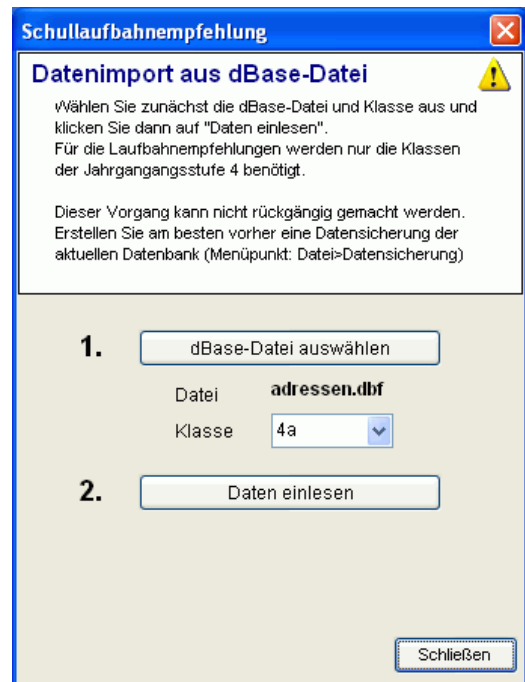 Schullaufbahnempfehlung
Datenimport aus dBase-Datei
Wählen Sie zunächst die dBase-Datei und Klasse aus und
klicken Sie dann auf "Daten einlesen".
Für die Laufbahnempfehlungen werden nur die Klassen
der Jahrgangangsstufe 4 benötigt.
Dieser Vorgang kann nicht rückgängig gemacht werden.
Erstellen Sie am besten vorher eine Datensicherung der
aktuellen Datenbank (Menüpunkt: Datei>Datensicherung)
1. dBase-Datei auswählen
Datei adressen.dbf
Klasse 4a
2. Daten einlesen
Schließen